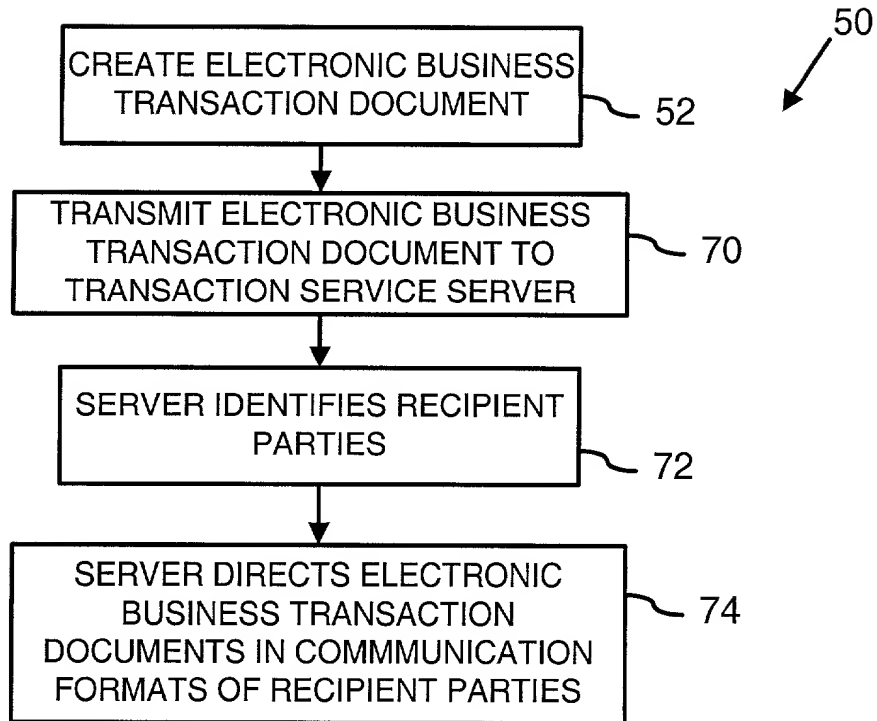 50
CREATE ELECTRONIC BUSINESS
TRANSACTION DOCUMENT
52
TRANSMIT ELECTRONIC BUSINESS
TRANSACTION DOCUMENT TO
TRANSACTION SERVICE SERVER
70
SERVER IDENTIFIES RECIPIENT
PARTIES
72
SERVER DIRECTS ELECTRONIC
BUSINESS TRANSACTION
DOCUMENTS IN COMMMUNICATION
FORMATS OF RECIPIENT PARTIES
74